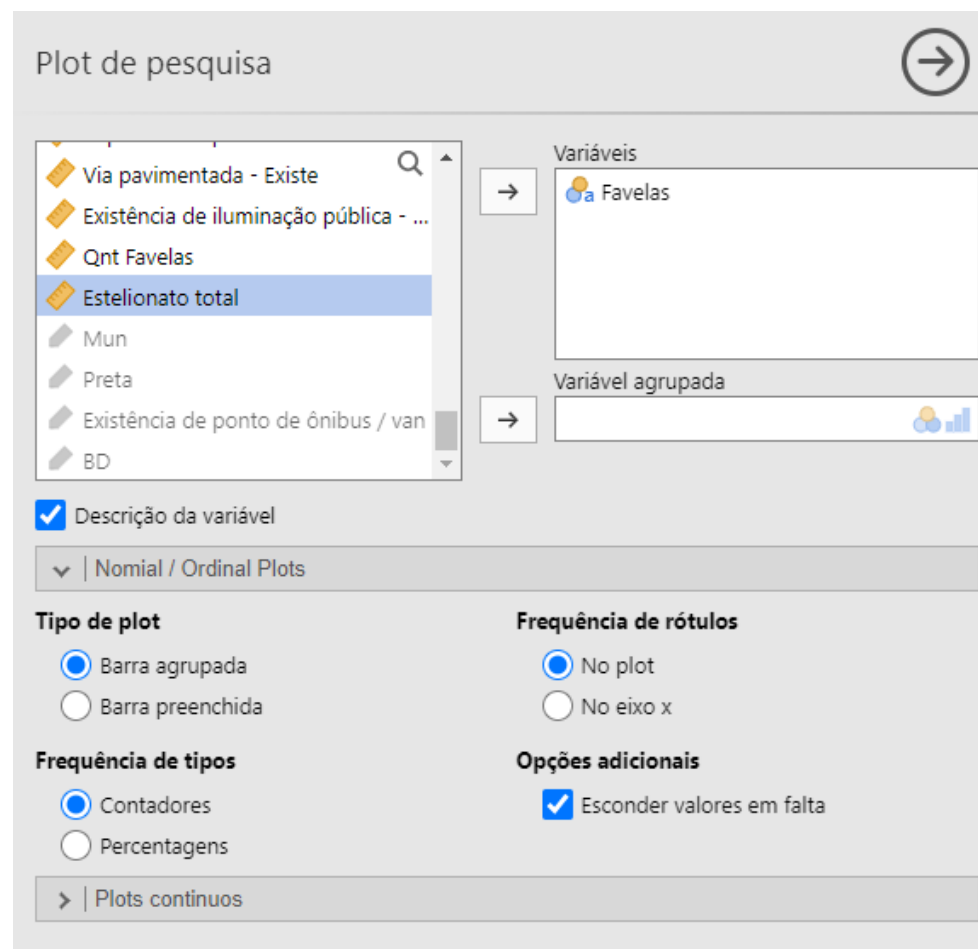 Plot de pesquisa
Via pavimentada - Existe
Existência de iluminação pública - ...
Qnt Favelas
Estelionato total
Mun
Preta
Existência de ponto de ônibus / van
BD
Variáveis
a Favelas
Variável agrupada
Descrição da variável
Nomial / Ordinal Plots
Tipo de plot
Barra agrupada
Barra preenchida
Frequência de rótulos
No plot
No eixo x
Frequência de tipos
Contadores
Percentagens
Opções adicionais
Esconder valores em falta
Plots continuos